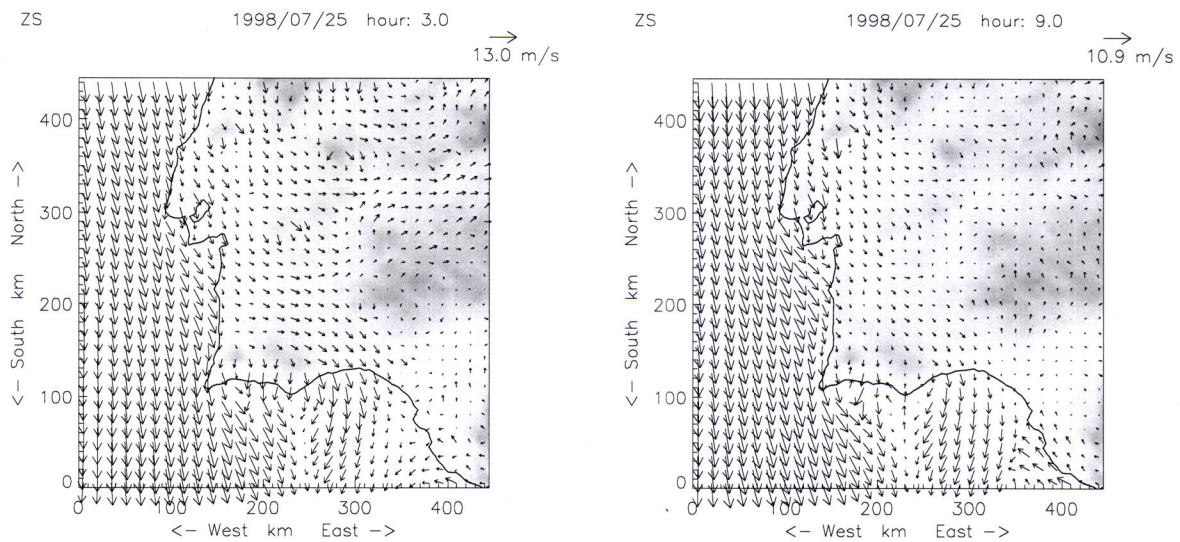 ZS 1998/07/25 hour: 3.0
13.0 m/s
400
300
200
100
0
<- South km North ->
0 100 200 300 400
<- West km East ->
ZS 1998/07/25 hour: 9.0
10.9 m/s
400
300
200
100
0
<- South km North ->
0 100 200 300 400
<- West km East ->